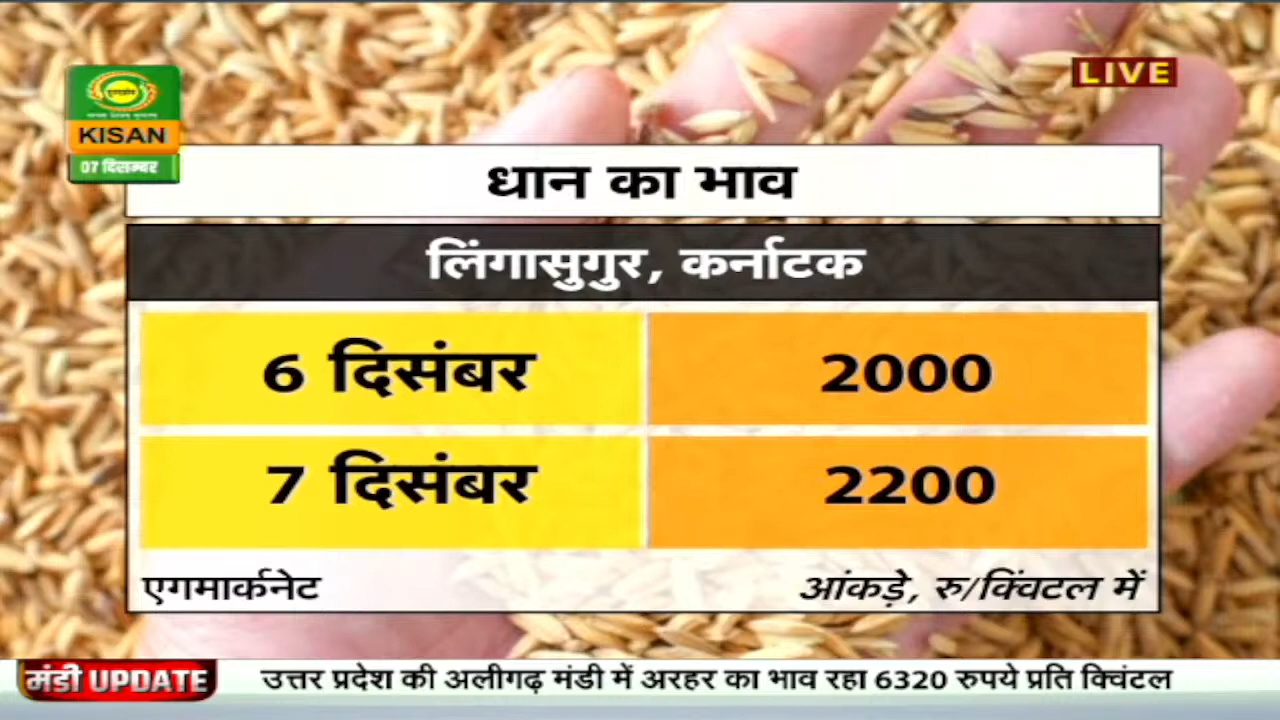 LIVE
KISAN
07 दिसम्बर
धान का भाव
लिंगासुगुर, कर्नाटक
6 दिसंबर 2000
7 दिसंबर 2200
एगमार्कनेट आंकड़े, रु/क्विंटल में
मंडी UPDATE उत्तर प्रदेश की अलीगढ़ मंडी में अरहर का भाव रहा 6320 रुपये प्रति क्विंटल